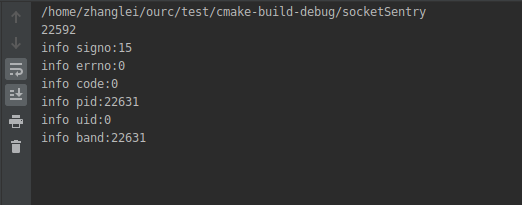 /home/zhanglei/ourc/test/cmake-build-debug/socketSentry
22592
info signo:15
info errno:0
info code:0
info pid:22631
info uid:0
info band:22631